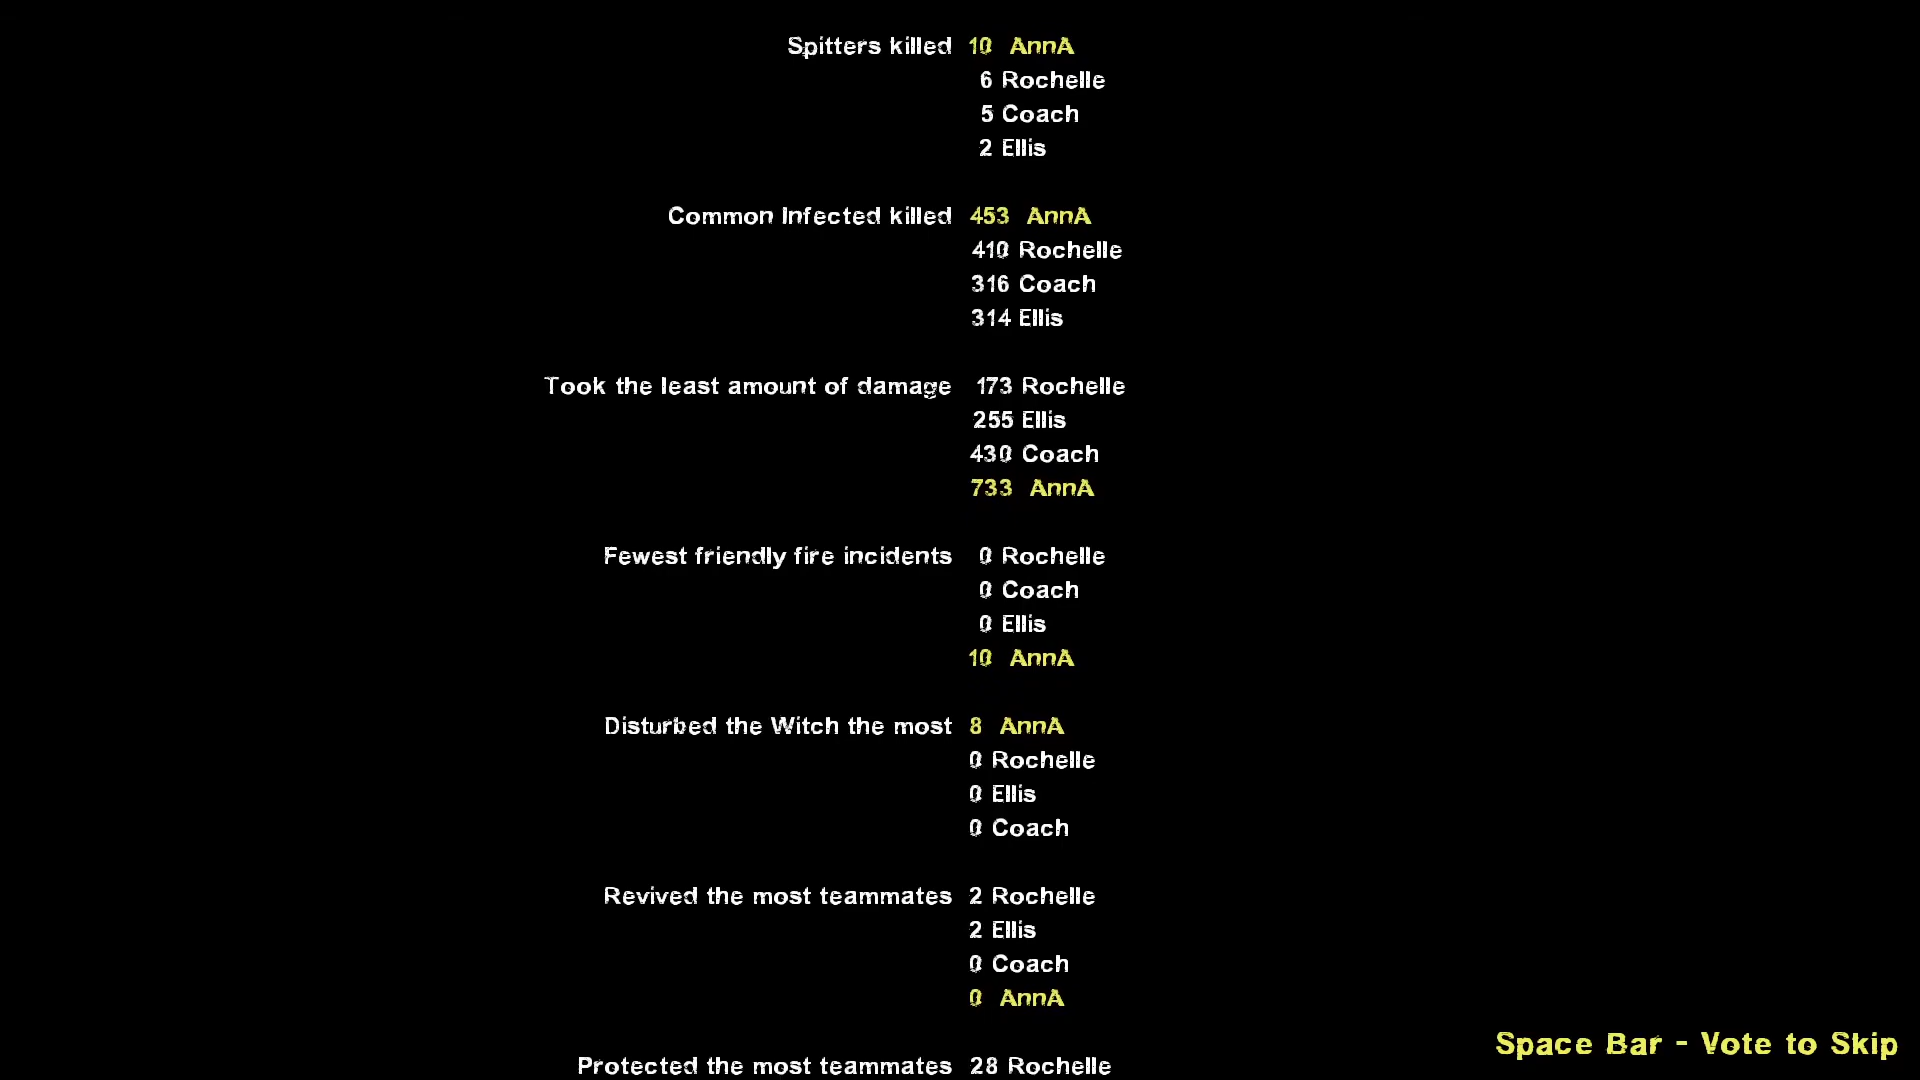 Spitters killed 10 AnnA
6 Rochelle
5 Coach
2 Ellis
Common Infected killed 453 AnnA
410 Rochelle
316 Coach
314 Ellis
Took the least amount of damage 173 Rochelle
255 Ellis
430 Coach
733 AnnA
Fewest friendly fire incidents 0 Rochelle
0 Coach
0 Ellis
10 AnnA
Disturbed the Witch the most 8 AnnA
0 Rochelle
0 Ellis
0 Coach
Revived the most teammates 2 Rochelle
2 Ellis
0 Coach
0 AnnA
Protected the most teammates 28 Rochelle
Space Bar - Vote to Skip